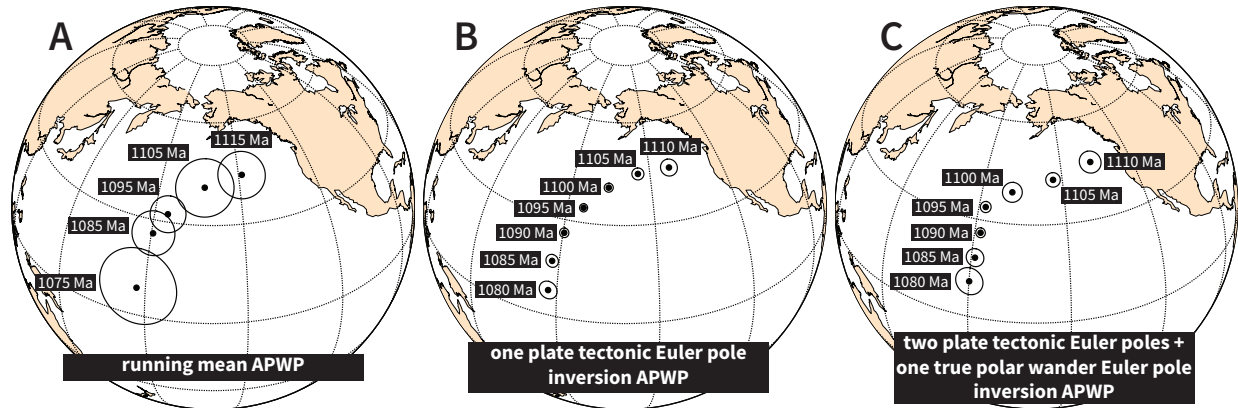 A
1115 Ma
1105 Ma
1095 Ma
1085 Ma
1075 Ma
running mean APWP
B
1110 Ma
1105 Ma
1100 Ma
1095 Ma
1090 Ma
1085 Ma
1080 Ma
one plate tectonic Euler pole
inversion APWP
C
1110 Ma
1100 Ma
1105 Ma
1095 Ma
1090 Ma
1085 Ma
1080 Ma
two plate tectonic Euler poles +
one true polar wander Euler pole
inversion APWP